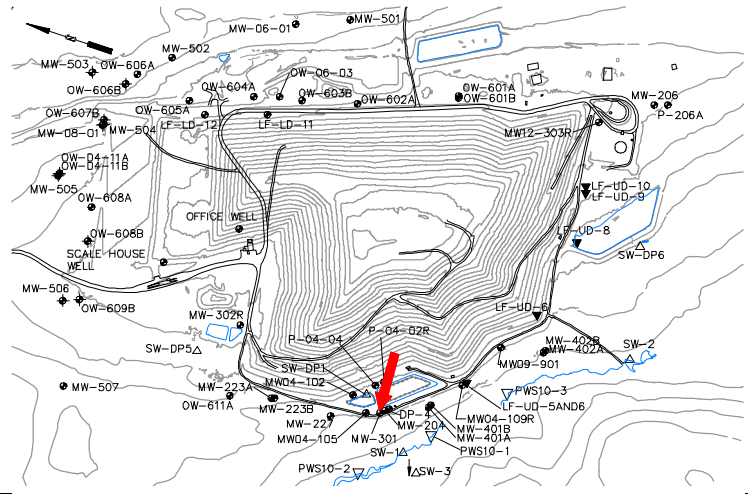 MW-501
MW-06-01
MW-502
MW-503
OW-606A
OW-606B
OW-604A
OW-06-03
OW-603B
OW-602A
OW-601A
OW-601B
MW-206
P-206A
OW-605A
OW-607B
LF-LD-12
LF-LD-11
MW-08-01
MW-504
MW12-303R
OW-04-11A
OW-04-11B
MW-505
OW-608A
LF-UD-10
LF-UD-9
OFFICE WELL
OW-608B
LF-UD-8
SCALE HOUSE
WELL
SW-DP6
MW-506
OW-609B
MW-302R
LF-UD-6
P-04-04
P-04-02R
MW-402B
MW-402A
SW-2
SW-DP5
SW-DP1
MW09-901
MW-507
MW-223A
MW04-102
PWS10-3
OW-611A
MW-223B
DP-4
LF-UD-5AND6
MW-227
MW-204
MW04-109R
MW04-105
MW-301
MW-401B
MW-401A
SW-1
PWS10-1
PWS10-2
SW-3